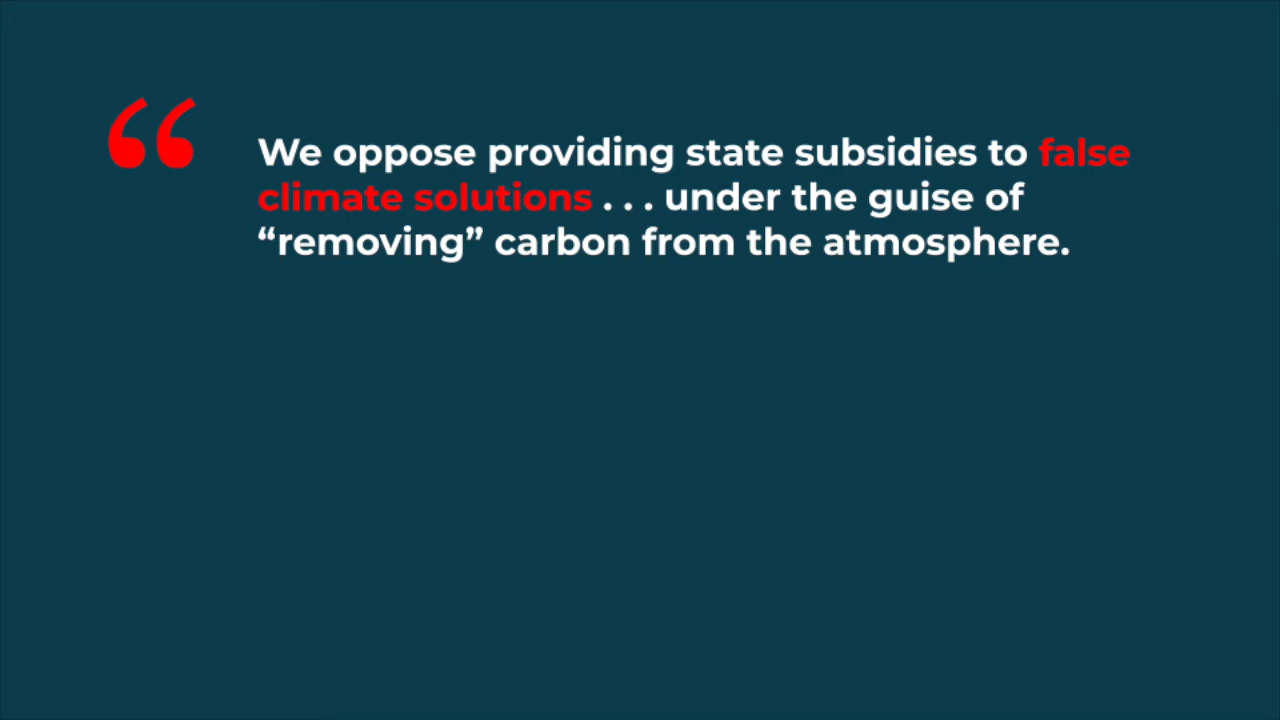 “
We oppose providing state subsidies to false
climate solutions . . . under the guise of
“removing” carbon from the atmosphere.